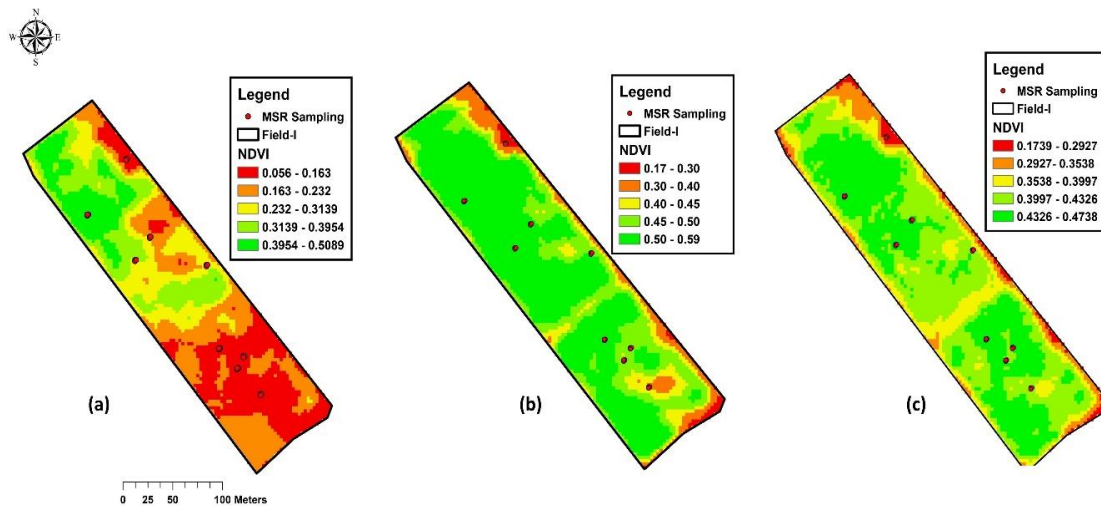 N
W E
S
Legend
MSR Sampling
Field-I
NDVI
0.056 - 0.163
0.163 - 0.232
0.232 - 0.3139
0.3139 - 0.3954
0.3954 - 0.5089
(a)
0 25 50 100 Meters
Legend
MSR Sampling
Field-I
NDVI
0.17 - 0.30
0.30 - 0.40
0.40 - 0.45
0.45 - 0.50
0.50 - 0.59
(b)
Legend
MSR Sampling
Field-I
NDVI
0.1739 - 0.2927
0.2927- 0.3538
0.3538 - 0.3997
0.3997 - 0.4326
0.4326 - 0.4738
(c)